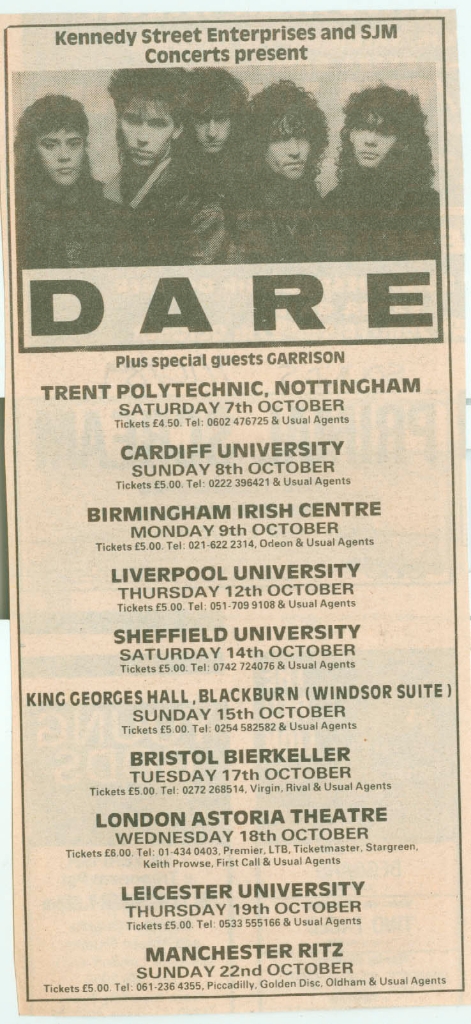 Kennedy Street Enterprises and SJM
Concerts present
DARE
Plus special guests GARRISON
TRENT POLYTECHNIC, NOTTINGHAM
SATURDAY 7th OCTOBER
Tickets £4.50. Tel: 0602 476725 & Usual Agents
CARDIFF UNIVERSITY
SUNDAY 8th OCTOBER
Tickets £5.00. Tel: 0222 396421 & Usual Agents
BIRMINGHAM IRISH CENTRE
MONDAY 9th OCTOBER
Tickets £5.00. Tel: 021-622 2314, Odeon & Usual Agents
LIVERPOOL UNIVERSITY
THURSDAY 12th OCTOBER
Tickets £5.00. Tel: 051-709 9108 & Usual Agents
SHEFFIELD UNIVERSITY
SATURDAY 14th OCTOBER
Tickets £5.00. Tel: 0742 724076 & Usual Agents
KING GEORGES HALL, BLACKBURN (WINDSOR SUITE)
SUNDAY 15th OCTOBER
Tickets £5.00. Tel: 0254 582582 & Usual Agents
BRISTOL BIERKELLER
TUESDAY 17th OCTOBER
Tickets £5.00. Tel: 0272 268514, Virgin, Rival & Usual Agents
LONDON ASTORIA THEATRE
WEDNESDAY 18th OCTOBER
Tickets £6.00. Tel: 01-434 0403, Premier, LTB, Ticketmaster, Stargreen,
Keith Prowse, First Call & Usual Agents
LEICESTER UNIVERSITY
THURSDAY 19th OCTOBER
Tickets £5.00. Tel: 0533 555166 & Usual Agents
MANCHESTER RITZ
SUNDAY 22nd OCTOBER
Tickets £5.00. Tel: 061-236 4355, Piccadilly, Golden Disc, Oldham & Usual Agents